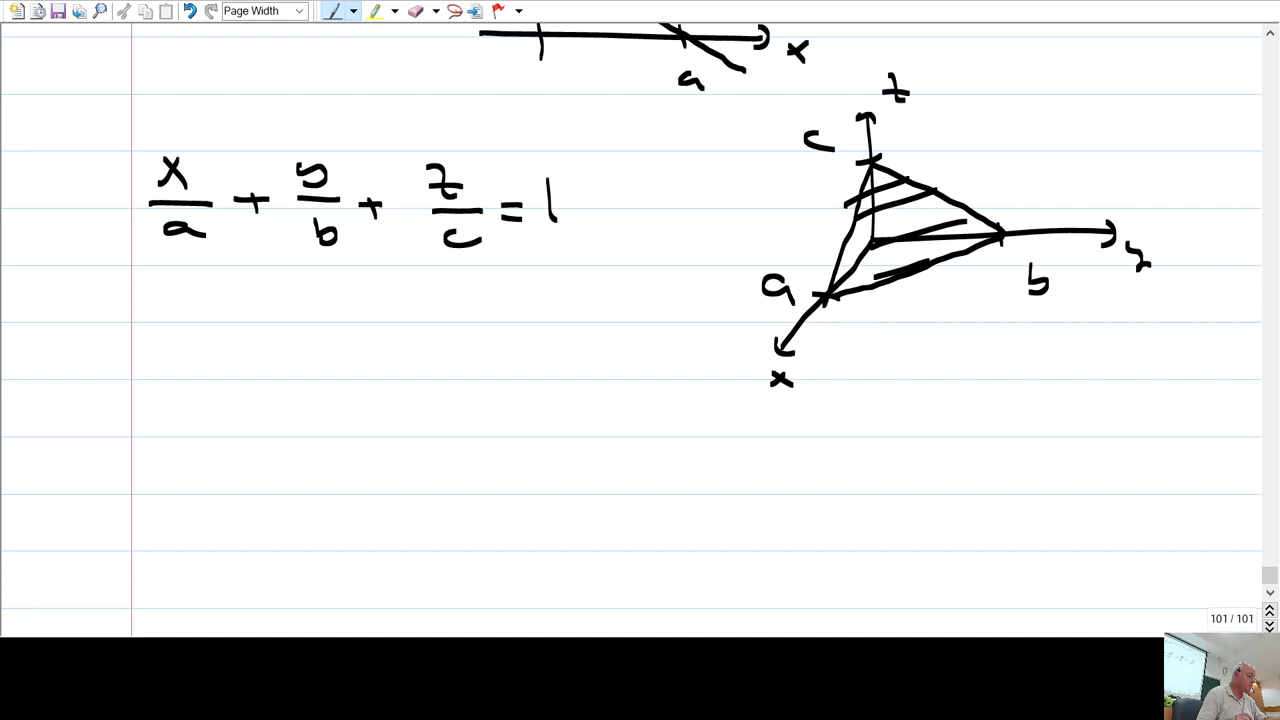 Page Width
x
a
z
c
x/a + y/b + z/c = 1
a
b
y
x
101 / 101